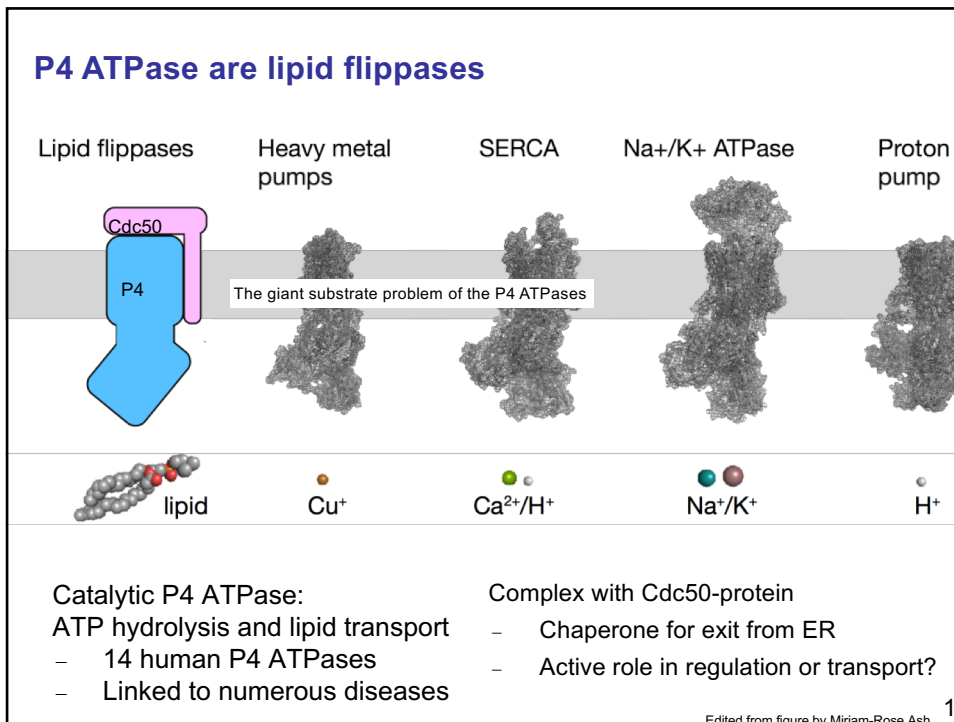 P4 ATPase are lipid flippases
Lipid flippases
Heavy metal
pumps
SERCA
Na+/K+ ATPase
Proton
pump
Cdc50
P4
The giant substrate problem of the P4 ATPases
lipid
Cu⁺
Ca²⁺/H⁺
Na⁺/K⁺
H⁺
Catalytic P4 ATPase:
ATP hydrolysis and lipid transport
– 14 human P4 ATPases
– Linked to numerous diseases
Complex with Cdc50-protein
– Chaperone for exit from ER
– Active role in regulation or transport?
Edited from figure by Miriam-Rose Ash
1